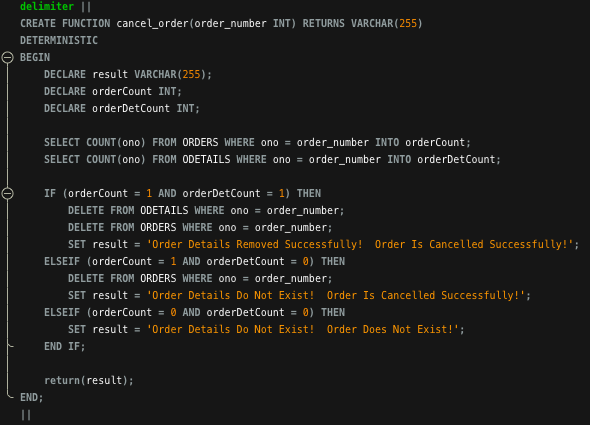 delimiter ||
CREATE FUNCTION cancel_order(order_number INT) RETURNS VARCHAR(255)
DETERMINISTIC
BEGIN
    DECLARE result VARCHAR(255);
    DECLARE orderCount INT;
    DECLARE orderDetCount INT;

    SELECT COUNT(ono) FROM ORDERS WHERE ono = order_number INTO orderCount;
    SELECT COUNT(ono) FROM ODETAILS WHERE ono = order_number INTO orderDetCount;

    IF (orderCount = 1 AND orderDetCount = 1) THEN
        DELETE FROM ODETAILS WHERE ono = order_number;
        DELETE FROM ORDERS WHERE ono = order_number;
        SET result = 'Order Details Removed Successfully!  Order Is Cancelled Successfully!';
    ELSEIF (orderCount = 1 AND orderDetCount = 0) THEN
        DELETE FROM ORDERS WHERE ono = order_number;
        SET result = 'Order Details Do Not Exist!  Order Is Cancelled Successfully!';
    ELSEIF (orderCount = 0 AND orderDetCount = 0) THEN
        SET result = 'Order Details Do Not Exist!  Order Does Not Exist!';
    END IF;

    return(result);
END;
||